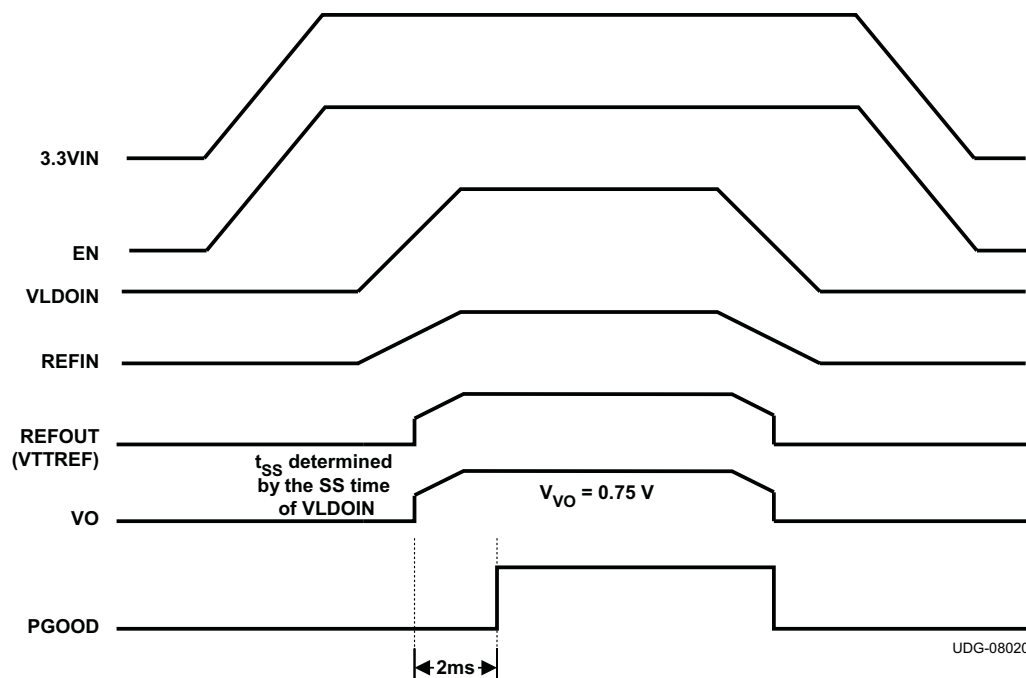 3.3VIN
EN
VLDOIN
REFIN
REFOUT
(VTTREF)
tSS determined
by the SS time
of VLDOIN
VO
VVO = 0.75 V
PGOOD
UDG-08020
2ms